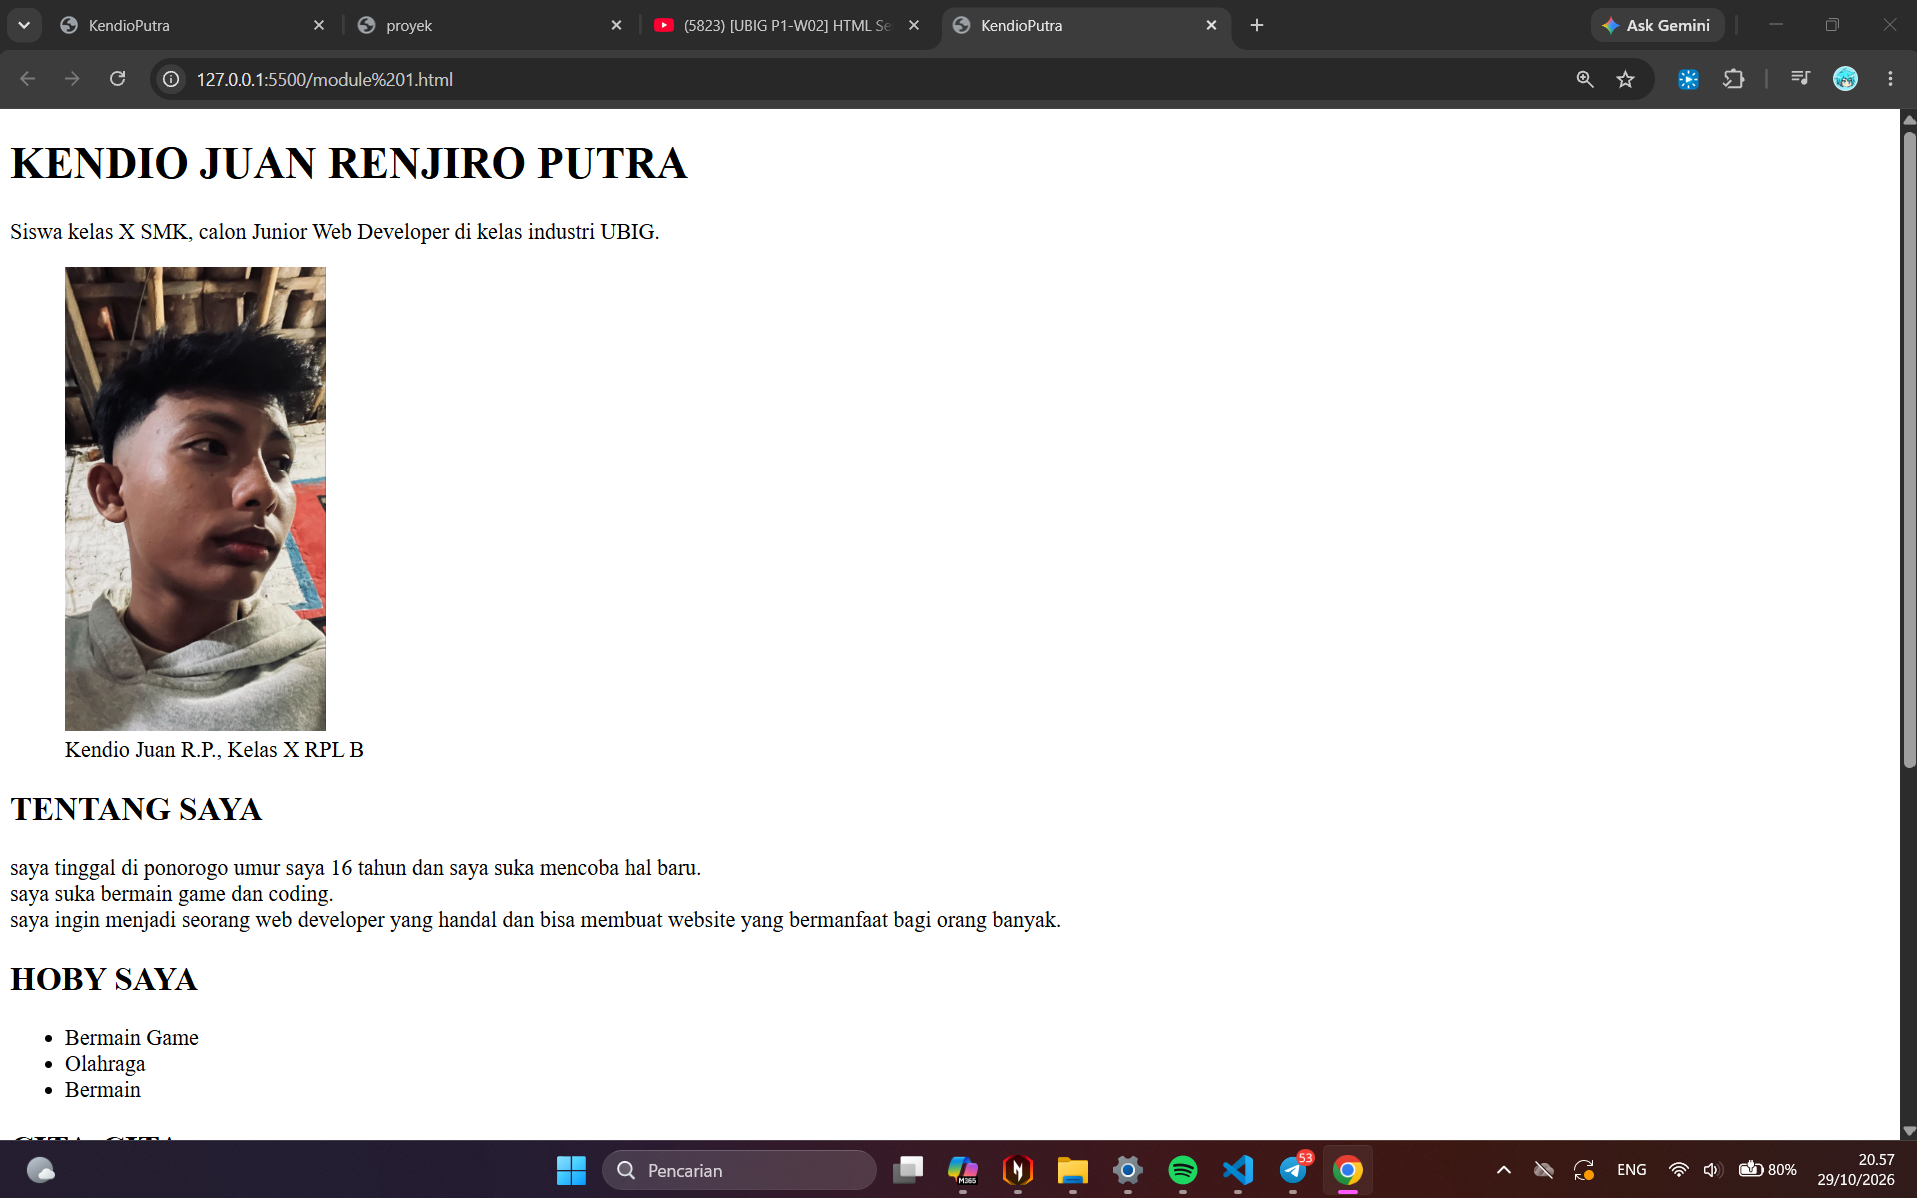 KendioPutra
proyek
(5823) [UBIG P1-W02] HTML Se
KendioPutra
Ask Gemini
127.0.0.1:5500/module%201.html
KENDIO JUAN RENJIRO PUTRA
Siswa kelas X SMK, calon Junior Web Developer di kelas industri UBIG.
Kendio Juan R.P., Kelas X RPL B
TENTANG SAYA
saya tinggal di ponorogo umur saya 16 tahun dan saya suka mencoba hal baru.
saya suka bermain game dan coding.
saya ingin menjadi seorang web developer yang handal dan bisa membuat website yang bermanfaat bagi orang banyak.
HOBY SAYA
Bermain Game
Olahraga
Bermain
Pencarian
M365
53
ENG
80%
20.57
29/10/2026